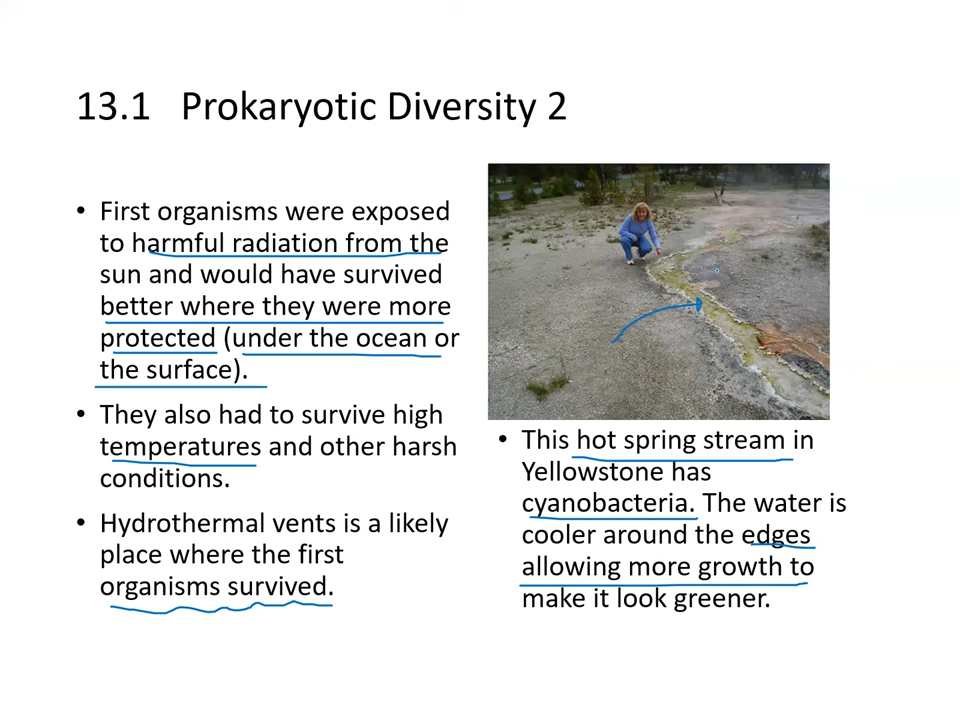 13.1 Prokaryotic Diversity 2
• First organisms were exposed
to harmful radiation from the
sun and would have survived
better where they were more
protected (under the ocean or
the surface).
• They also had to survive high
temperatures and other harsh
conditions.
• Hydrothermal vents is a likely
place where the first
organisms survived.
• This hot spring stream in
Yellowstone has
cyanobacteria. The water is
cooler around the edges
allowing more growth to
make it look greener.